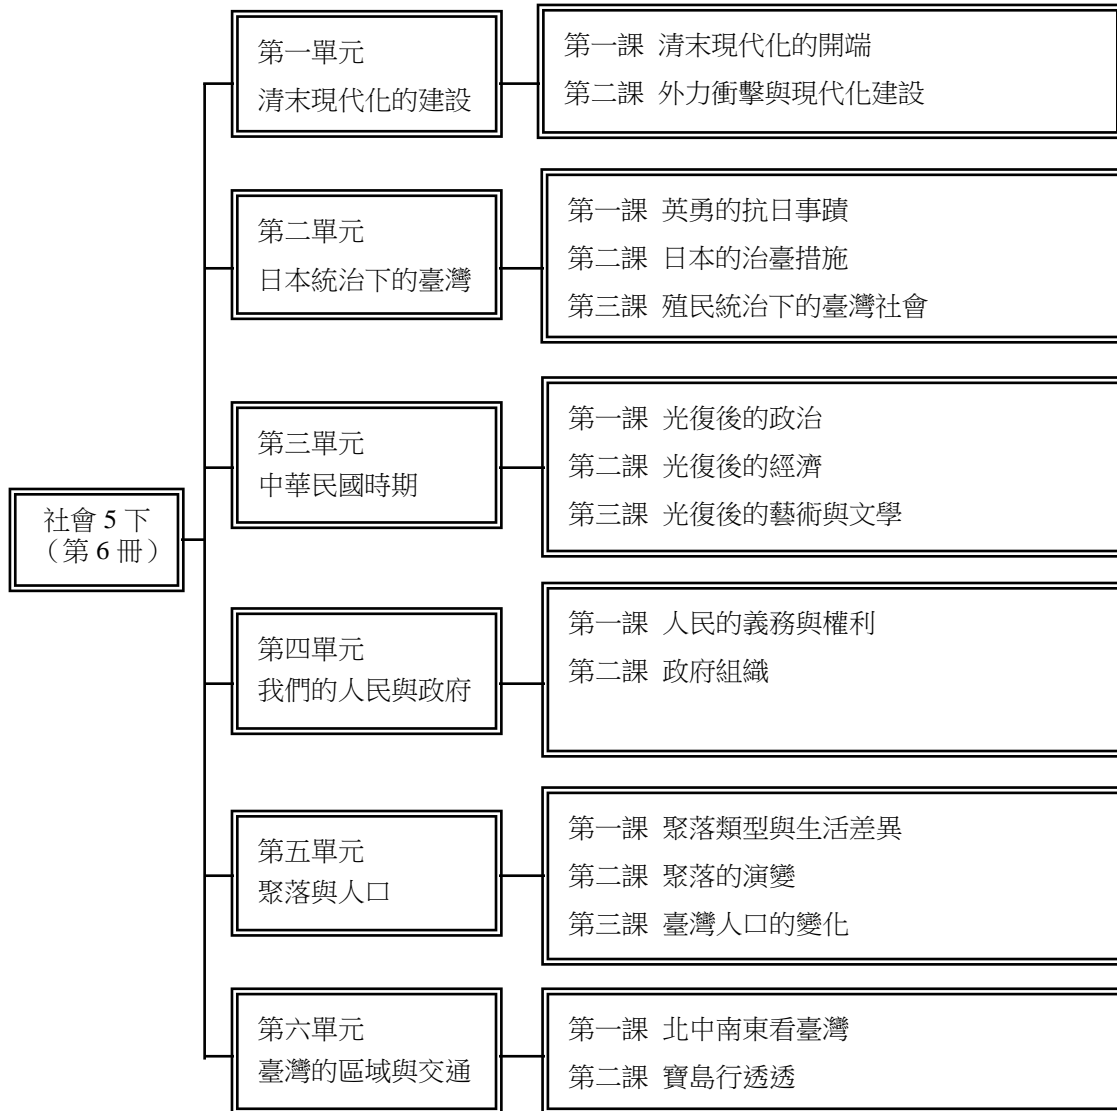 社會 5 下
（第 6 冊）
第一單元
清末現代化的建設
第一課 清末現代化的開端
第二課 外力衝擊與現代化建設
第二單元
日本統治下的臺灣
第一課 英勇的抗日事蹟
第二課 日本的治臺措施
第三課 殖民統治下的臺灣社會
第三單元
中華民國時期
第一課 光復後的政治
第二課 光復後的經濟
第三課 光復後的藝術與文學
第四單元
我們的人民與政府
第一課 人民的義務與權利
第二課 政府組織
第五單元
聚落與人口
第一課 聚落類型與生活差異
第二課 聚落的演變
第三課 臺灣人口的變化
第六單元
臺灣的區域與交通
第一課 北中南東看臺灣
第二課 寶島行透透